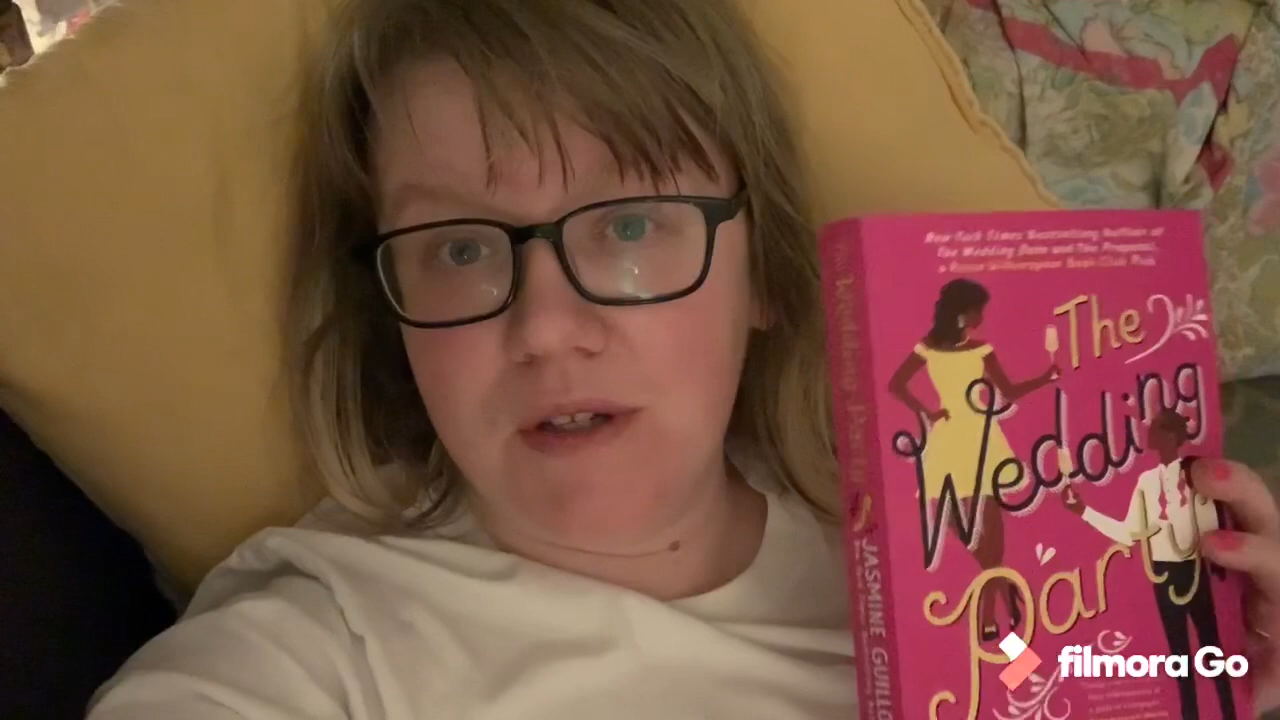 New York Times Bestselling Author of
The Wedding Date and The Proposal,
a Reese Witherspoon Book Club Pick
The
Wedding
Party
The Wedding Party
JASMINE GUILLO
filmora Go